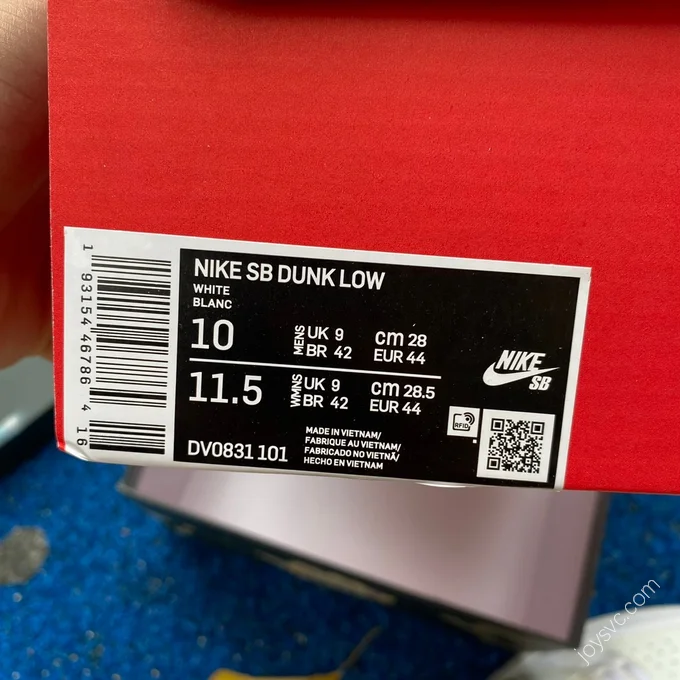 NIKE SB DUNK LOW
WHITE
BLANC
10 MENS UK 9 cm 28
BR 42 EUR 44
11.5 WMNS UK 9 cm 28.5
BR 42 EUR 44
DV0831 101
MADE IN VIETNAM/
FABRIQUE AU VIETNAM/
FABRICADO NO VIETNÃ/
HECHO EN VIETNAM
RFID
NIKE
SB
1 93154 46786 4 16
joysvc.com